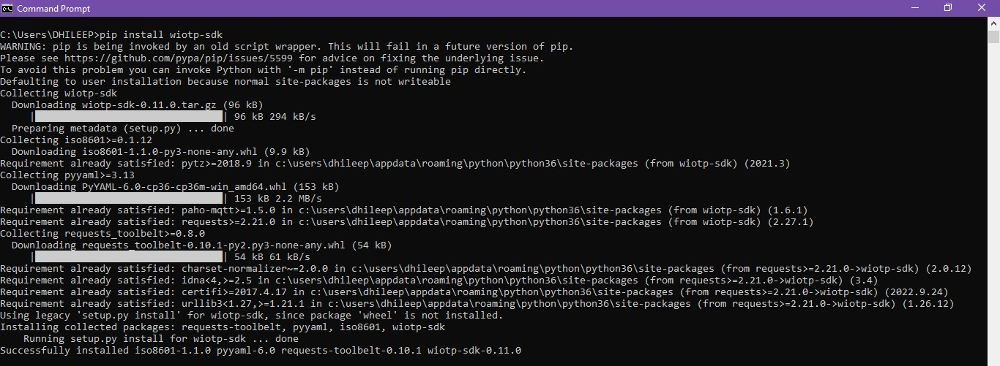 Command Prompt
C:\Users\DHILEEP>pip install wiotp-sdk
WARNING: pip is being invoked by an old script wrapper. This will fail in a future version of pip.
Please see https://github.com/pypa/pip/issues/5599 for advice on fixing the underlying issue.
To avoid this problem you can invoke Python with '-m pip' instead of running pip directly.
Defaulting to user installation because normal site-packages is not writeable
Collecting wiotp-sdk
  Downloading wiotp-sdk-0.11.0.tar.gz (96 kB)
     |████████████████████████████████| 96 kB 294 kB/s
  Preparing metadata (setup.py) ... done
Collecting iso8601>=0.1.12
  Downloading iso8601-1.1.0-py3-none-any.whl (9.9 kB)
Requirement already satisfied: pytz>=2018.9 in c:\users\dhileep\appdata\roaming\python\python36\site-packages (from wiotp-sdk) (2021.3)
Collecting pyyaml>=3.13
  Downloading PyYAML-6.0-cp36-cp36m-win_amd64.whl (153 kB)
     |████████████████████████████████| 153 kB 2.2 MB/s
Requirement already satisfied: paho-mqtt>=1.5.0 in c:\users\dhileep\appdata\roaming\python\python36\site-packages (from wiotp-sdk) (1.6.1)
Requirement already satisfied: requests>=2.21.0 in c:\users\dhileep\appdata\roaming\python\python36\site-packages (from wiotp-sdk) (2.27.1)
Collecting requests_toolbelt>=0.8.0
  Downloading requests_toolbelt-0.10.1-py2.py3-none-any.whl (54 kB)
     |████████████████████████████████| 54 kB 61 kB/s
Requirement already satisfied: charset-normalizer~=2.0.0 in c:\users\dhileep\appdata\roaming\python\python36\site-packages (from requests>=2.21.0->wiotp-sdk) (2.0.12)
Requirement already satisfied: idna<4,>=2.5 in c:\users\dhileep\appdata\roaming\python\python36\site-packages (from requests>=2.21.0->wiotp-sdk) (3.4)
Requirement already satisfied: certifi>=2017.4.17 in c:\users\dhileep\appdata\roaming\python\python36\site-packages (from requests>=2.21.0->wiotp-sdk) (2022.9.24)
Requirement already satisfied: urllib3<1.27,>=1.21.1 in c:\users\dhileep\appdata\roaming\python\python36\site-packages (from requests>=2.21.0->wiotp-sdk) (1.26.12)
Using legacy 'setup.py install' for wiotp-sdk, since package 'wheel' is not installed.
Installing collected packages: requests-toolbelt, pyyaml, iso8601, wiotp-sdk
    Running setup.py install for wiotp-sdk ... done
Successfully installed iso8601-1.1.0 pyyaml-6.0 requests-toolbelt-0.10.1 wiotp-sdk-0.11.0